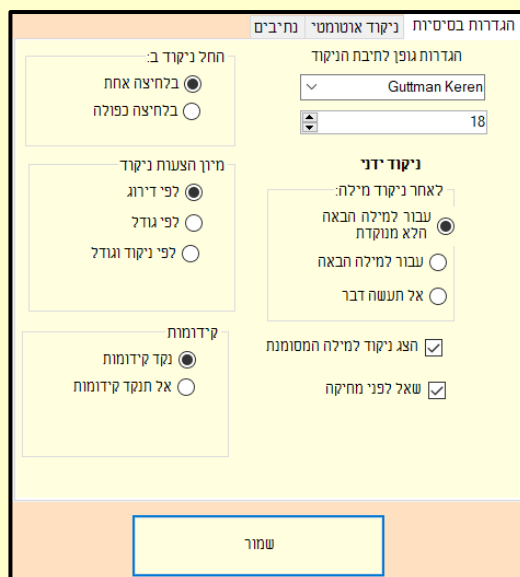 הגדרות בסיסיות
ניקוד אוטומטי
נתיבים
הגדרות גופן לתיבת הניקוד
Guttman Keren
18
ניקוד ידני
לאחר ניקוד מילה:
עבור למילה הבאה
הלא מנוקדת
עבור למילה הבאה
אל תעשה דבר
הצג ניקוד למילה המסומנת
שאל לפני מחיקה
החל ניקוד ב:
בלחיצה אחת
בלחיצה כפולה
מיון הצעות ניקוד
לפי דירוג
לפי גודל
לפי ניקוד וגודל
קידומות
נקד קידומות
אל תנקד קידומות
שמור